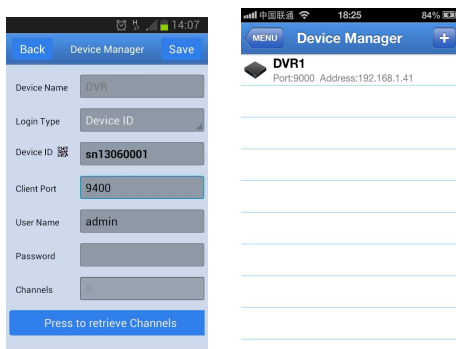 14:07
Back Device Manager Save
Device Name DVR
Login Type Device ID
Device ID sn13060001
Client Port 9400
User Name admin
Password
Channels 8
Press to retrieve Channels
中国联通 18:25 84%
MENU Device Manager +
DVR1
Port:9000 Address:192.168.1.41